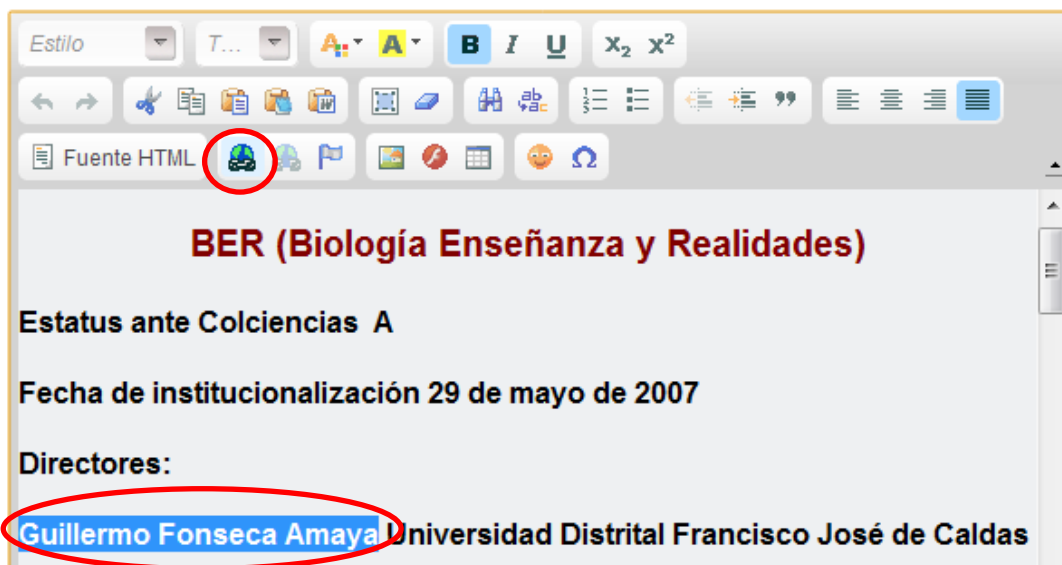 Estilo T... A A B I U x₂ x²
Fuente HTML Ω
BER (Biología Enseñanza y Realidades)
Estatus ante Colciencias A
Fecha de institucionalización 29 de mayo de 2007
Directores:
Guillermo Fonseca Amaya Universidad Distrital Francisco José de Caldas